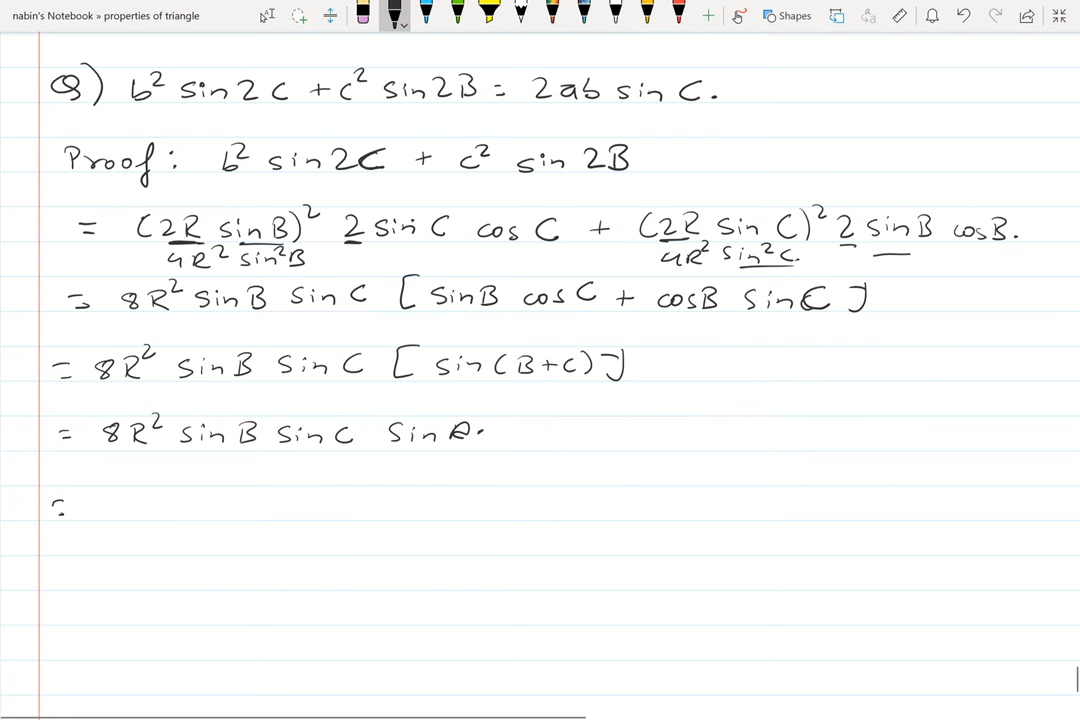 nabin's Notebook » properties of triangle
Shapes
Q) b² sin 2C + c² sin 2B = 2ab sin C.
Proof: b² sin 2C + c² sin 2B
= (2R sin B)² 2 sin C cos C + (2R sin C)² 2 sin B cos B.
4R² sin²B 4R² sin²C.
= 8R² sin B sin C [ sin B cos C + cos B sin C ]
= 8R² sin B sin C [ sin (B+C) ]
= 8R² sin B sin C sin A.
=